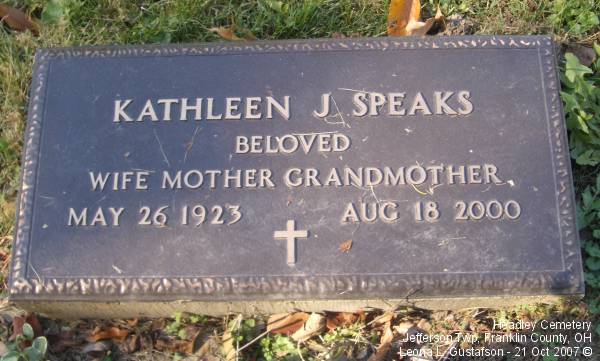 KATHLEEN J SPEAKS
BELOVED
WIFE MOTHER GRANDMOTHER
MAY 26 1923 AUG 18 2000
Headley Cemetery
Jefferson Twp, Franklin County, OH
Leona L. Gustafson - 21 Oct 2007 ©